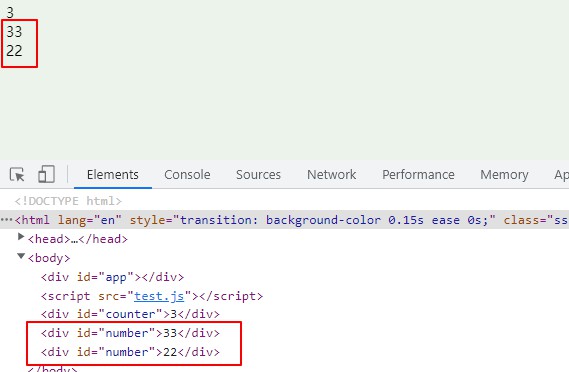 3
33
22
Elements Console Sources Network Performance Memory Ap
<!DOCTYPE html>
···<html lang="en" style="transition: background-color 0.15s ease 0s;" class="ss
<head>…</head>
<body>
<div id="app"></div>
<script src="test.js"></script>
<div id="counter">3</div>
<div id="number">33</div>
<div id="number">22</div>
</body>